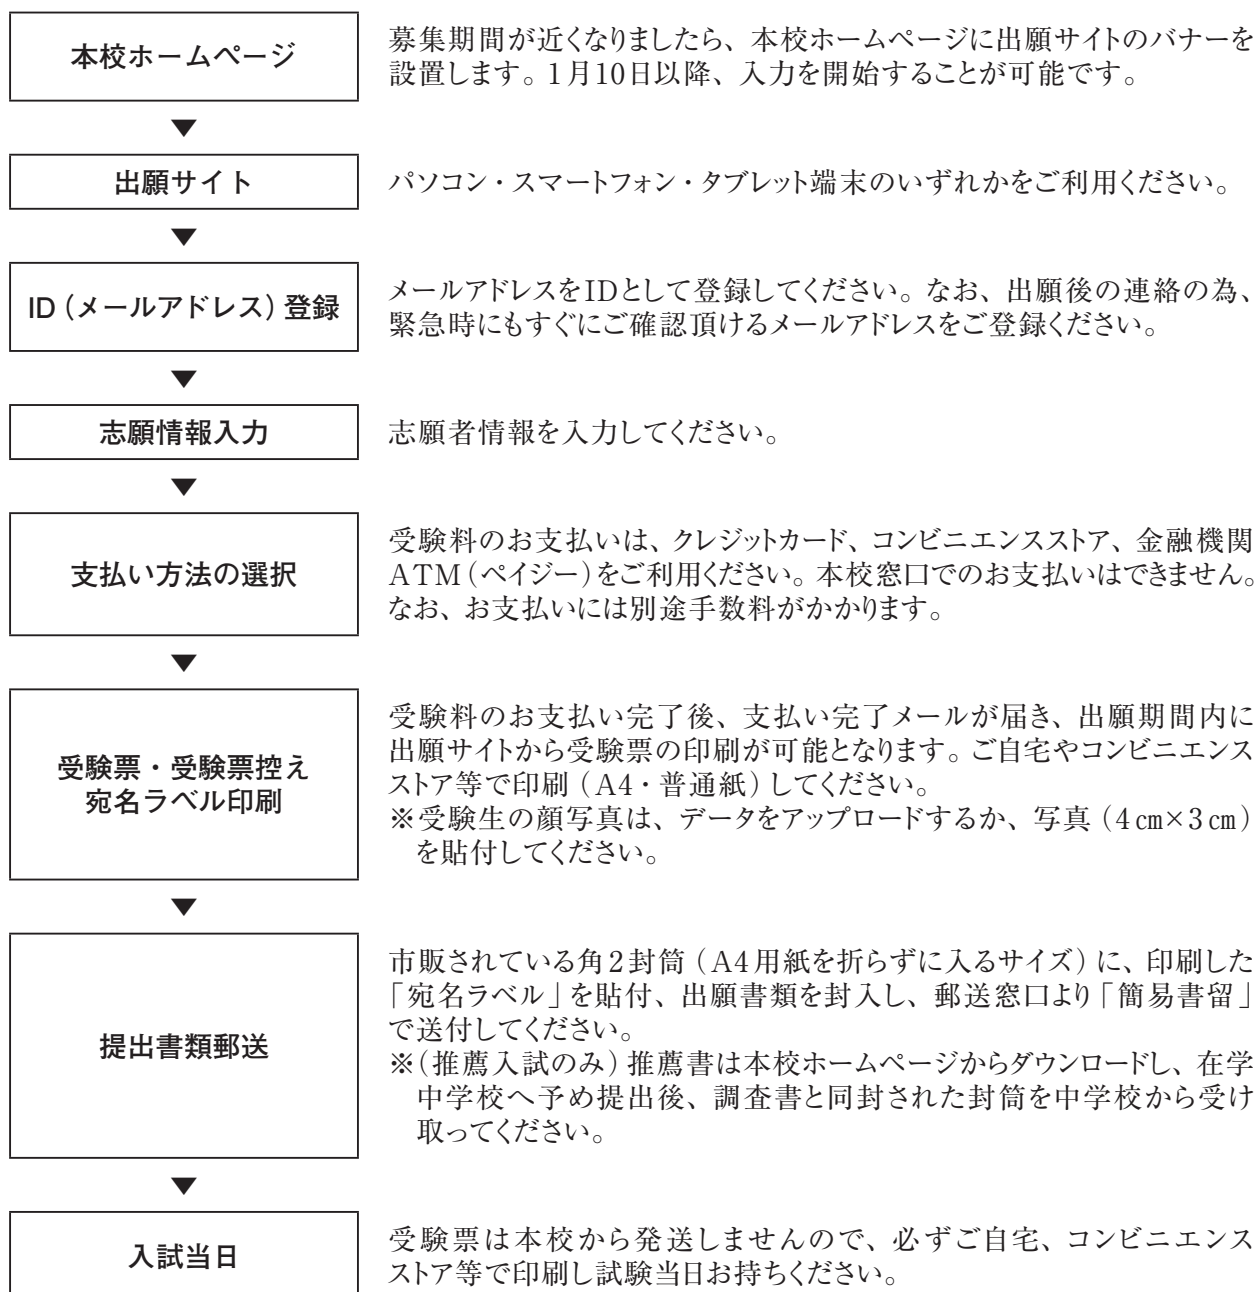 本校ホームページ
募集期間が近くなりましたら、本校ホームページに出願サイトのバナーを
設置します。1月10日以降、入力を開始することが可能です。
▼
出願サイト
パソコン・スマートフォン・タブレット端末のいずれかをご利用ください。
▼
ID（メールアドレス）登録
メールアドレスをIDとして登録してください。なお、出願後の連絡の為、
緊急時にもすぐにご確認頂けるメールアドレスをご登録ください。
▼
志願情報入力
志願者情報を入力してください。
▼
支払い方法の選択
受験料のお支払いは、クレジットカード、コンビニエンスストア、金融機関
ATM（ペイジー）をご利用ください。本校窓口でのお支払いはできません。
なお、お支払いには別途手数料がかかります。
▼
受験票・受験票控え
宛名ラベル印刷
受験料のお支払い完了後、支払い完了メールが届き、出願期間内に
出願サイトから受験票の印刷が可能となります。ご自宅やコンビニエンス
ストア等で印刷（A4・普通紙）してください。
※受験生の顔写真は、データをアップロードするか、写真（4㎝×3㎝）
を貼付してください。
▼
提出書類郵送
市販されている角2封筒（A4用紙を折らずに入るサイズ）に、印刷した
「宛名ラベル」を貼付、出願書類を封入し、郵送窓口より「簡易書留」
で送付してください。
※（推薦入試のみ）推薦書は本校ホームページからダウンロードし、在学
中学校へ予め提出後、調査書と同封された封筒を中学校から受け
取ってください。
▼
入試当日
受験票は本校から発送しませんので、必ずご自宅、コンビニエンス
ストア等で印刷し試験当日お持ちください。